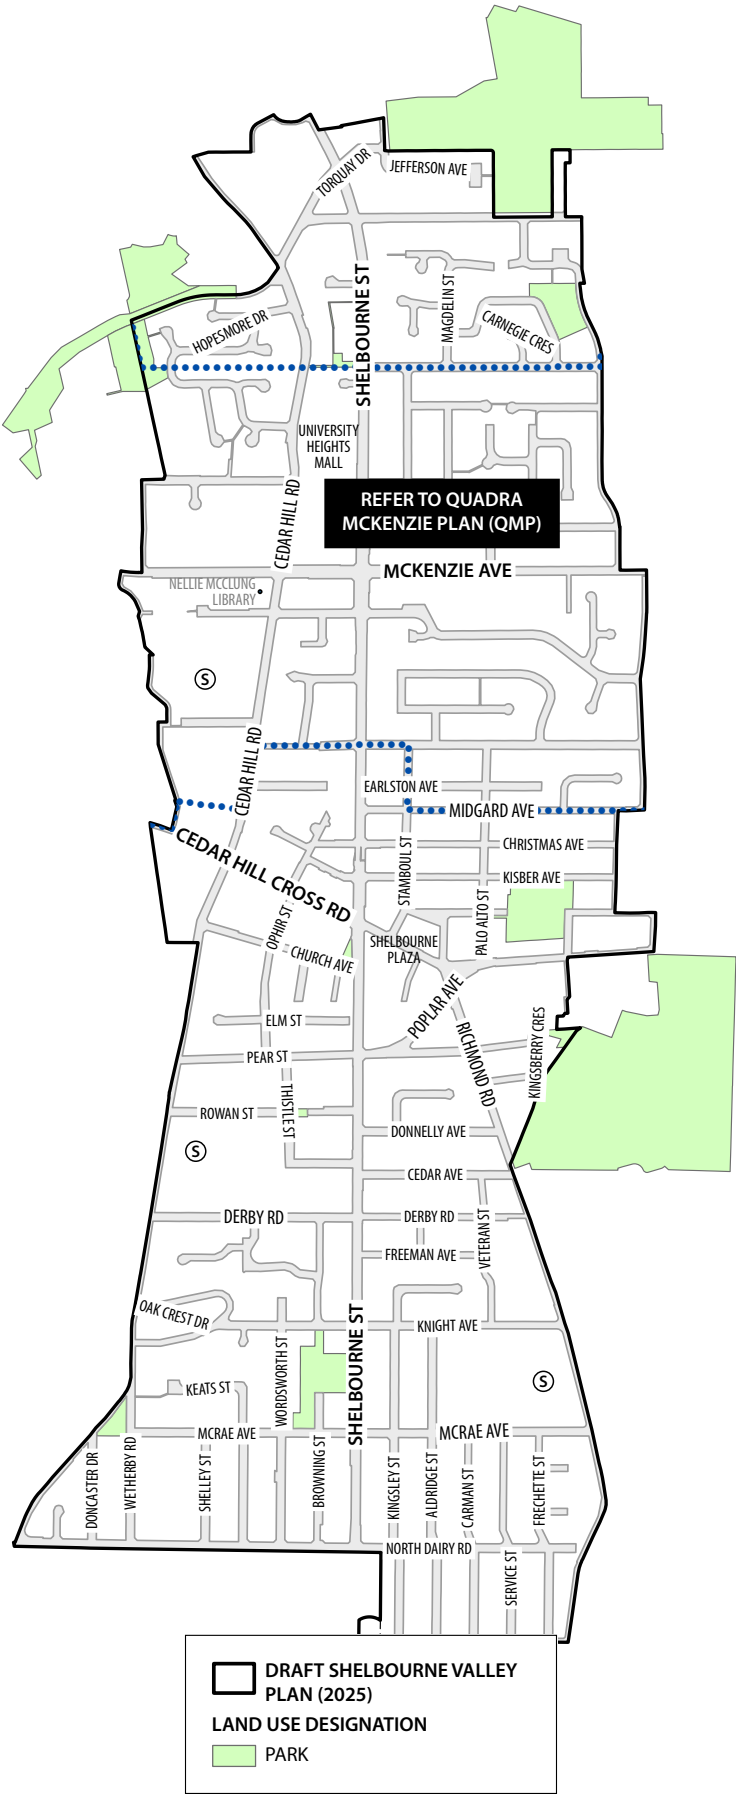 TORQUAY DR
JEFFERSON AVE
SHELBOURNE ST
MAGDELIN ST
CARNEGIE CRES
HOPESMORE DR
UNIVERSITY
HEIGHTS
MALL
CEDAR HILL RD
REFER TO QUADRA
MCKENZIE PLAN (QMP)
MCKENZIE AVE
NELLIE MCCLUNG
LIBRARY
S
CEDAR HILL RD
EARLSTON AVE
MIDGARD AVE
CEDAR HILL CROSS RD
STAMBOUL ST
CHRISTMAS AVE
KISBER AVE
PALO ALTO ST
OPHIR ST
CHURCH AVE
SHELBOURNE
PLAZA
POPLAR AVE
ELM ST
RICHMOND RD
KINGSBERRY CRES
PEAR ST
THISTLE ST
ROWAN ST
DONNELLY AVE
S
CEDAR AVE
DERBY RD
DERBY RD
VETERAN ST
FREEMAN AVE
OAK CREST DR
SHELBOURNE ST
KNIGHT AVE
WORDSWORTH ST
KEATS ST
S
MCRAE AVE
MCRAE AVE
DONCASTER DR
WETHERBY RD
SHELLEY ST
BROWNING ST
KINGSLEY ST
ALDRIDGE ST
CARMAN ST
FRECHETTE ST
NORTH DAIRY RD
SERVICE ST
DRAFT SHELBOURNE VALLEY
PLAN (2025)
LAND USE DESIGNATION
PARK